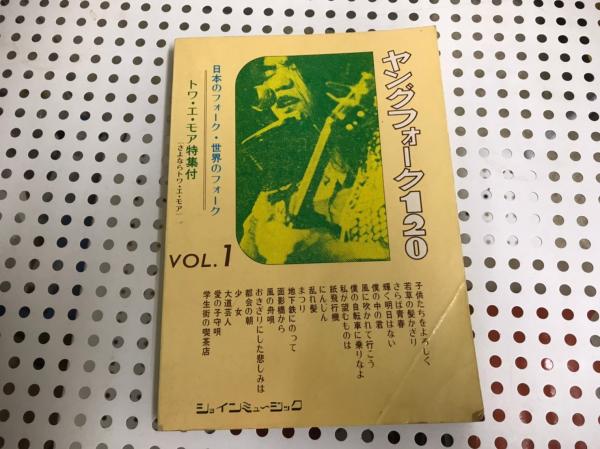 ヤングフォーク120
日本のフォーク・世界のフォーク
トワ・エ・モア特集付
(さよならトワ・エ・モア)
VOL.1
子供たちをよろしく
若草の髪かざり
さらば青春
輝く明日はない
僕の中の君
風に吹かれて行こう
僕の自転車に乗りなよ
私が望むものは
紙飛行機
にんじん
乱れ髪
まつり
地下鉄にのって
面影橋から
風の舟唄
おきざりにした悲しみは
都会の朝
少女
大道芸人
愛の子守唄
学生街の喫茶店
ジョインミュージック